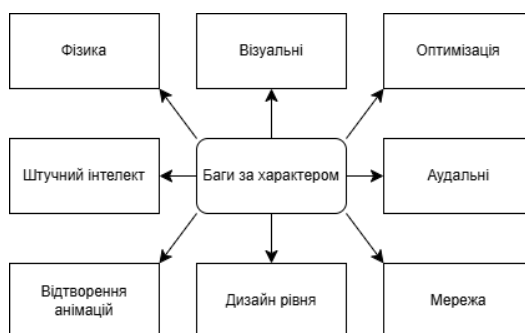 Фізика
Візуальні
Оптимізація
Штучний інтелект
Баги за характером
Аудальні
Відтворення
анімацій
Дизайн рівня
Мережа